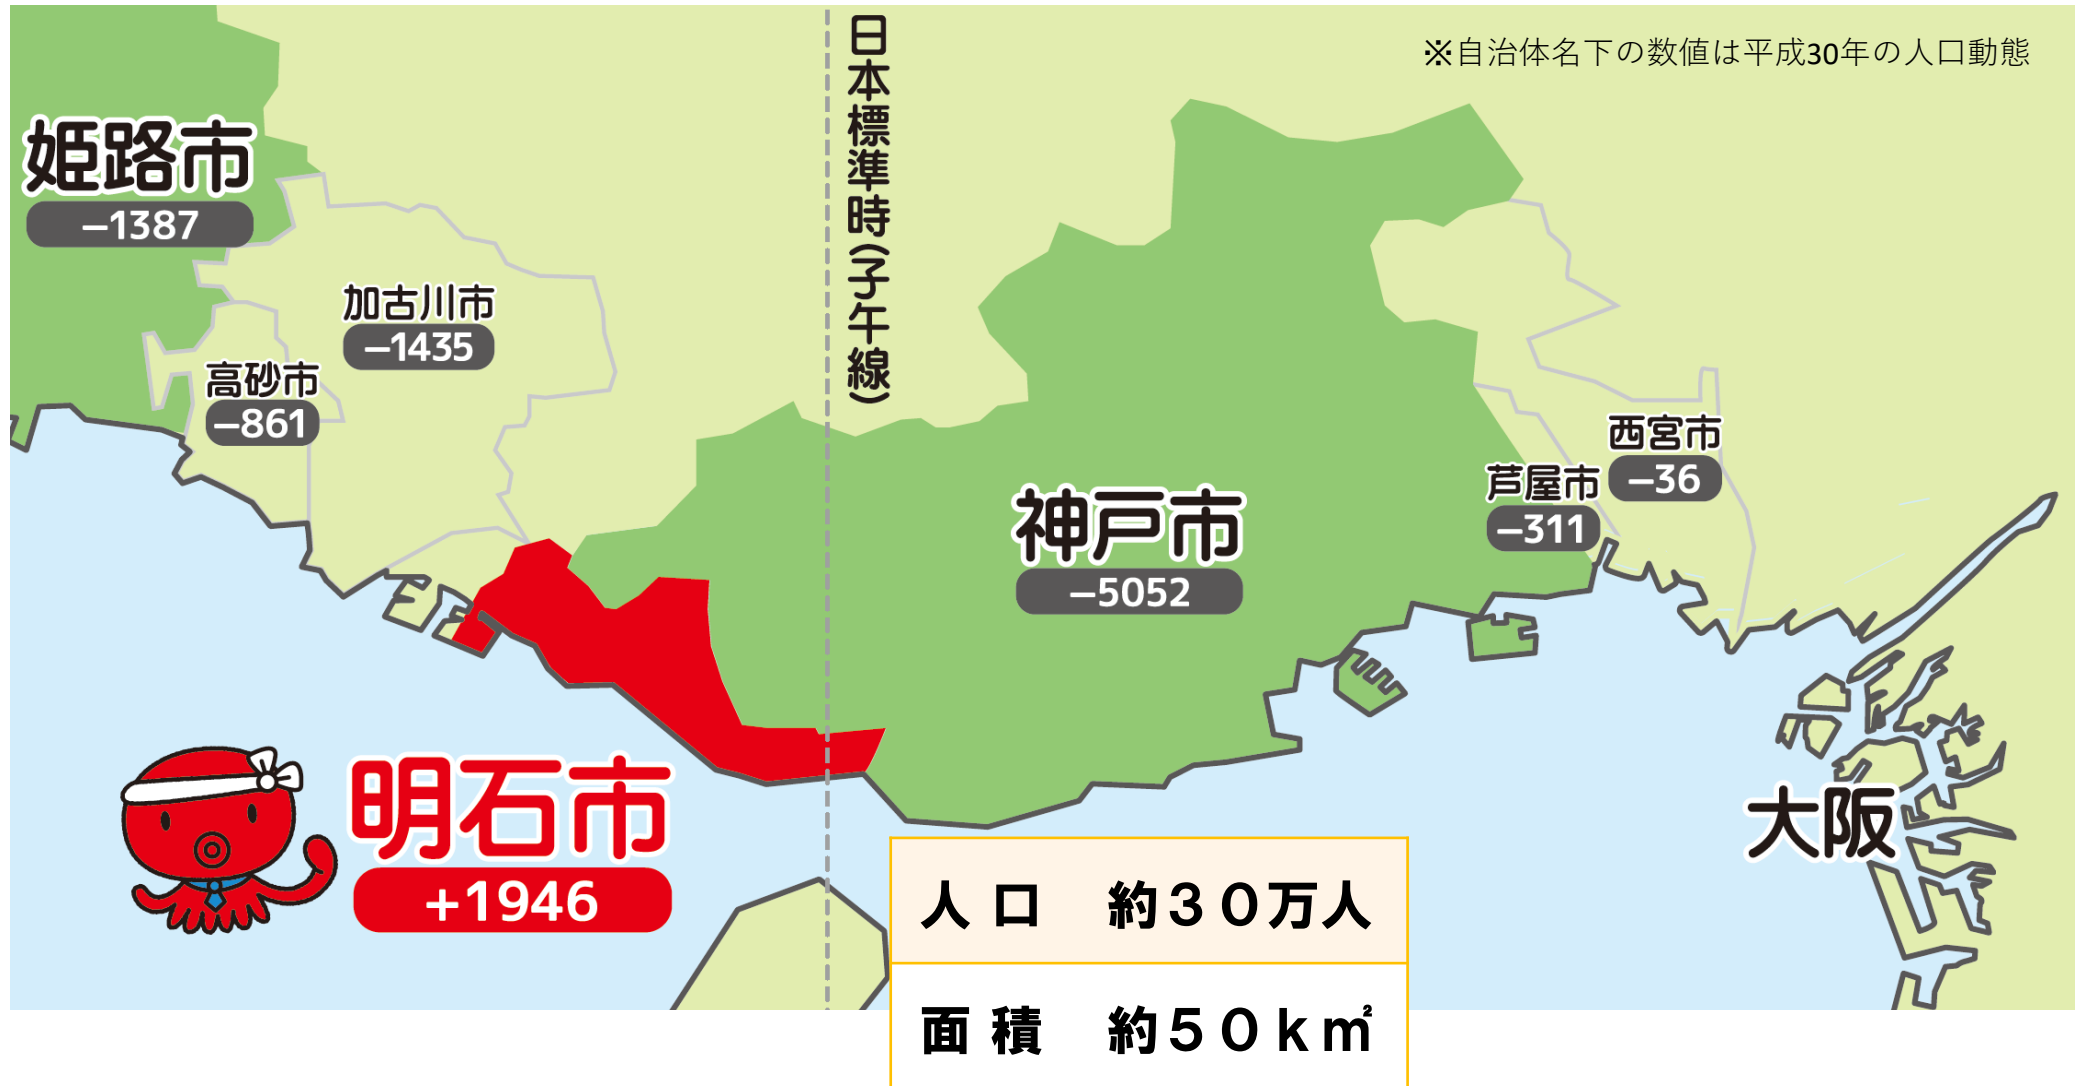 ※自治体名下の数値は平成30年の人口動態
日本標準時(子午線)
姫路市
−1387
加古川市
−1435
高砂市
−861
西宮市
−36
芦屋市
−311
神戸市
−5052
明石市
+1946
大阪
人口　約３０万人
面積　約５０ｋ㎡